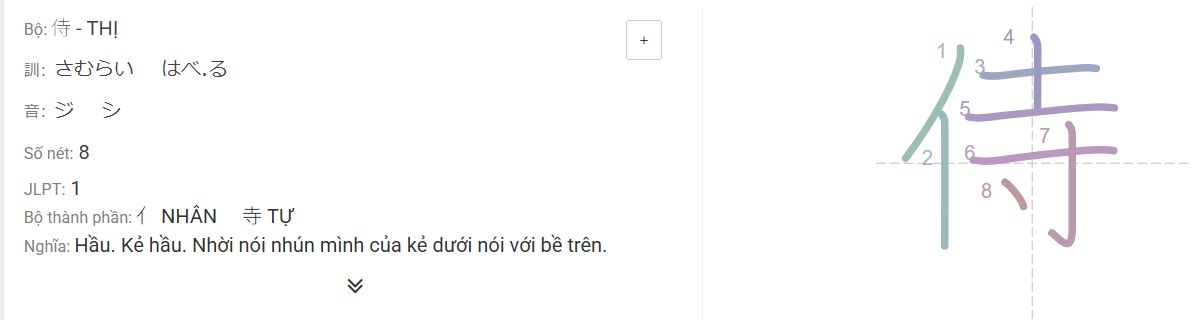 Bộ: 侍 - THỊ
+
訓: さむらい はべ.る
音: ジ シ
Số nét: 8
JLPT: 1
Bộ thành phần: 亻 NHÂN 寺 TỰ
Nghĩa: Hầu. Kẻ hầu. Nhời nói nhún mình của kẻ dưới nói với bề trên.
侍
1
2
3
4
5
6
7
8